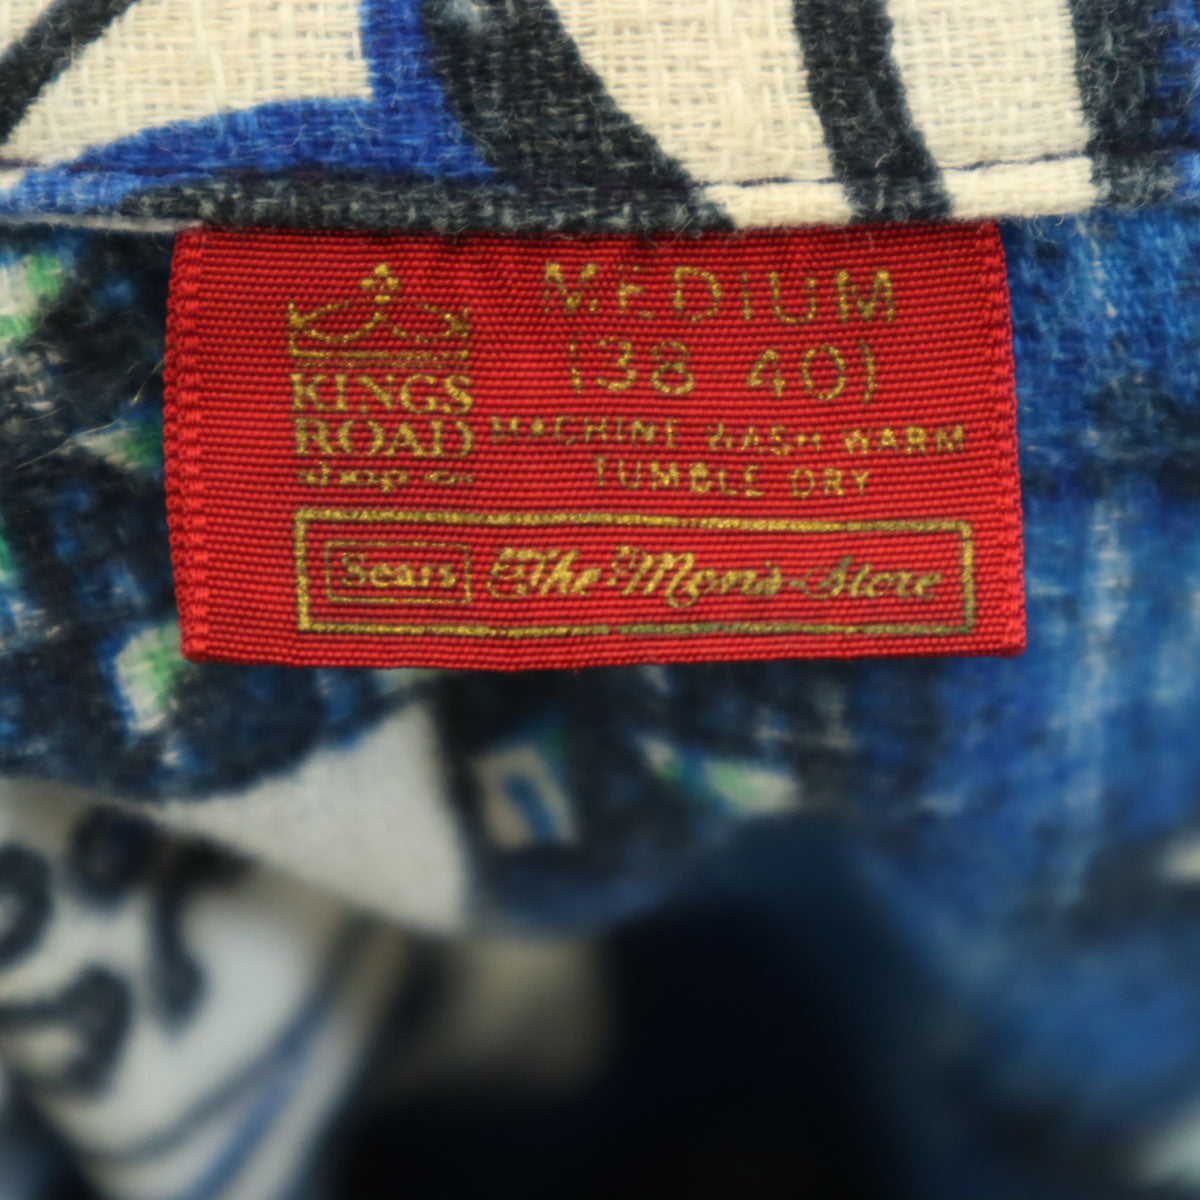 KINGS
ROAD
shop
MEDIUM
(38 40)
MACHINE WASH WARM
TUMBLE DRY
Sears The Men's Store